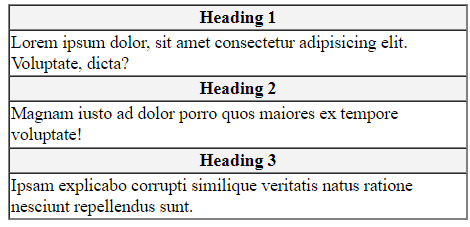 Heading 1
Lorem ipsum dolor, sit amet consectetur adipisicing elit.
Voluptate, dicta?
Heading 2
Magnam iusto ad dolor porro quos maiores ex tempore
voluptate!
Heading 3
Ipsam explicabo corrupti similique veritatis natus ratione
nesciunt repellendus sunt.